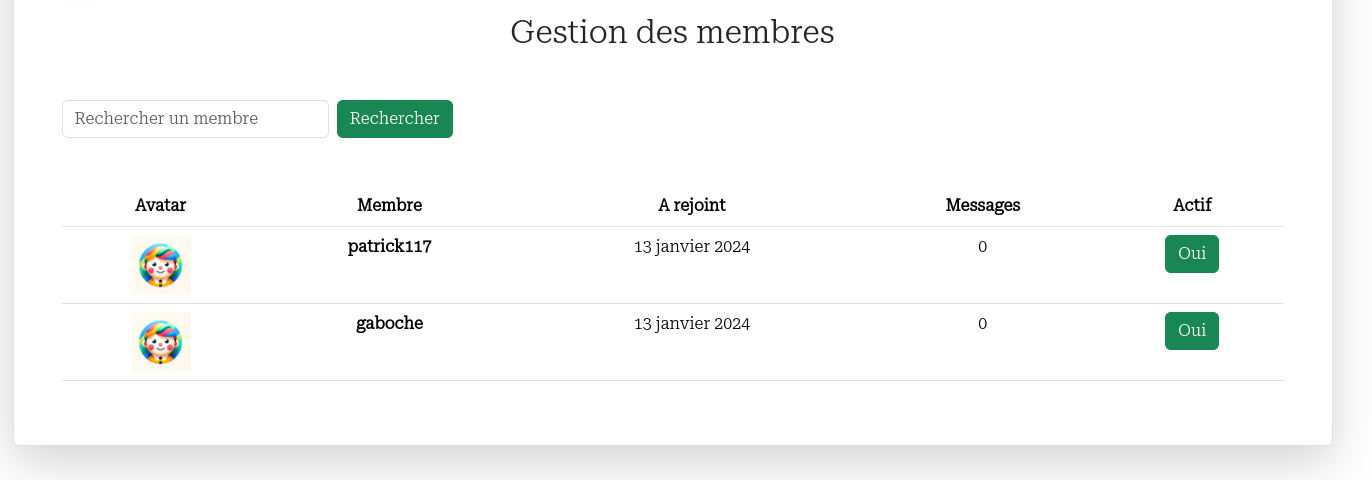 Gestion des membres
Rechercher un membre Rechercher
Avatar Membre A rejoint Messages Actif
patrick117 13 janvier 2024 0 Oui
gaboche 13 janvier 2024 0 Oui